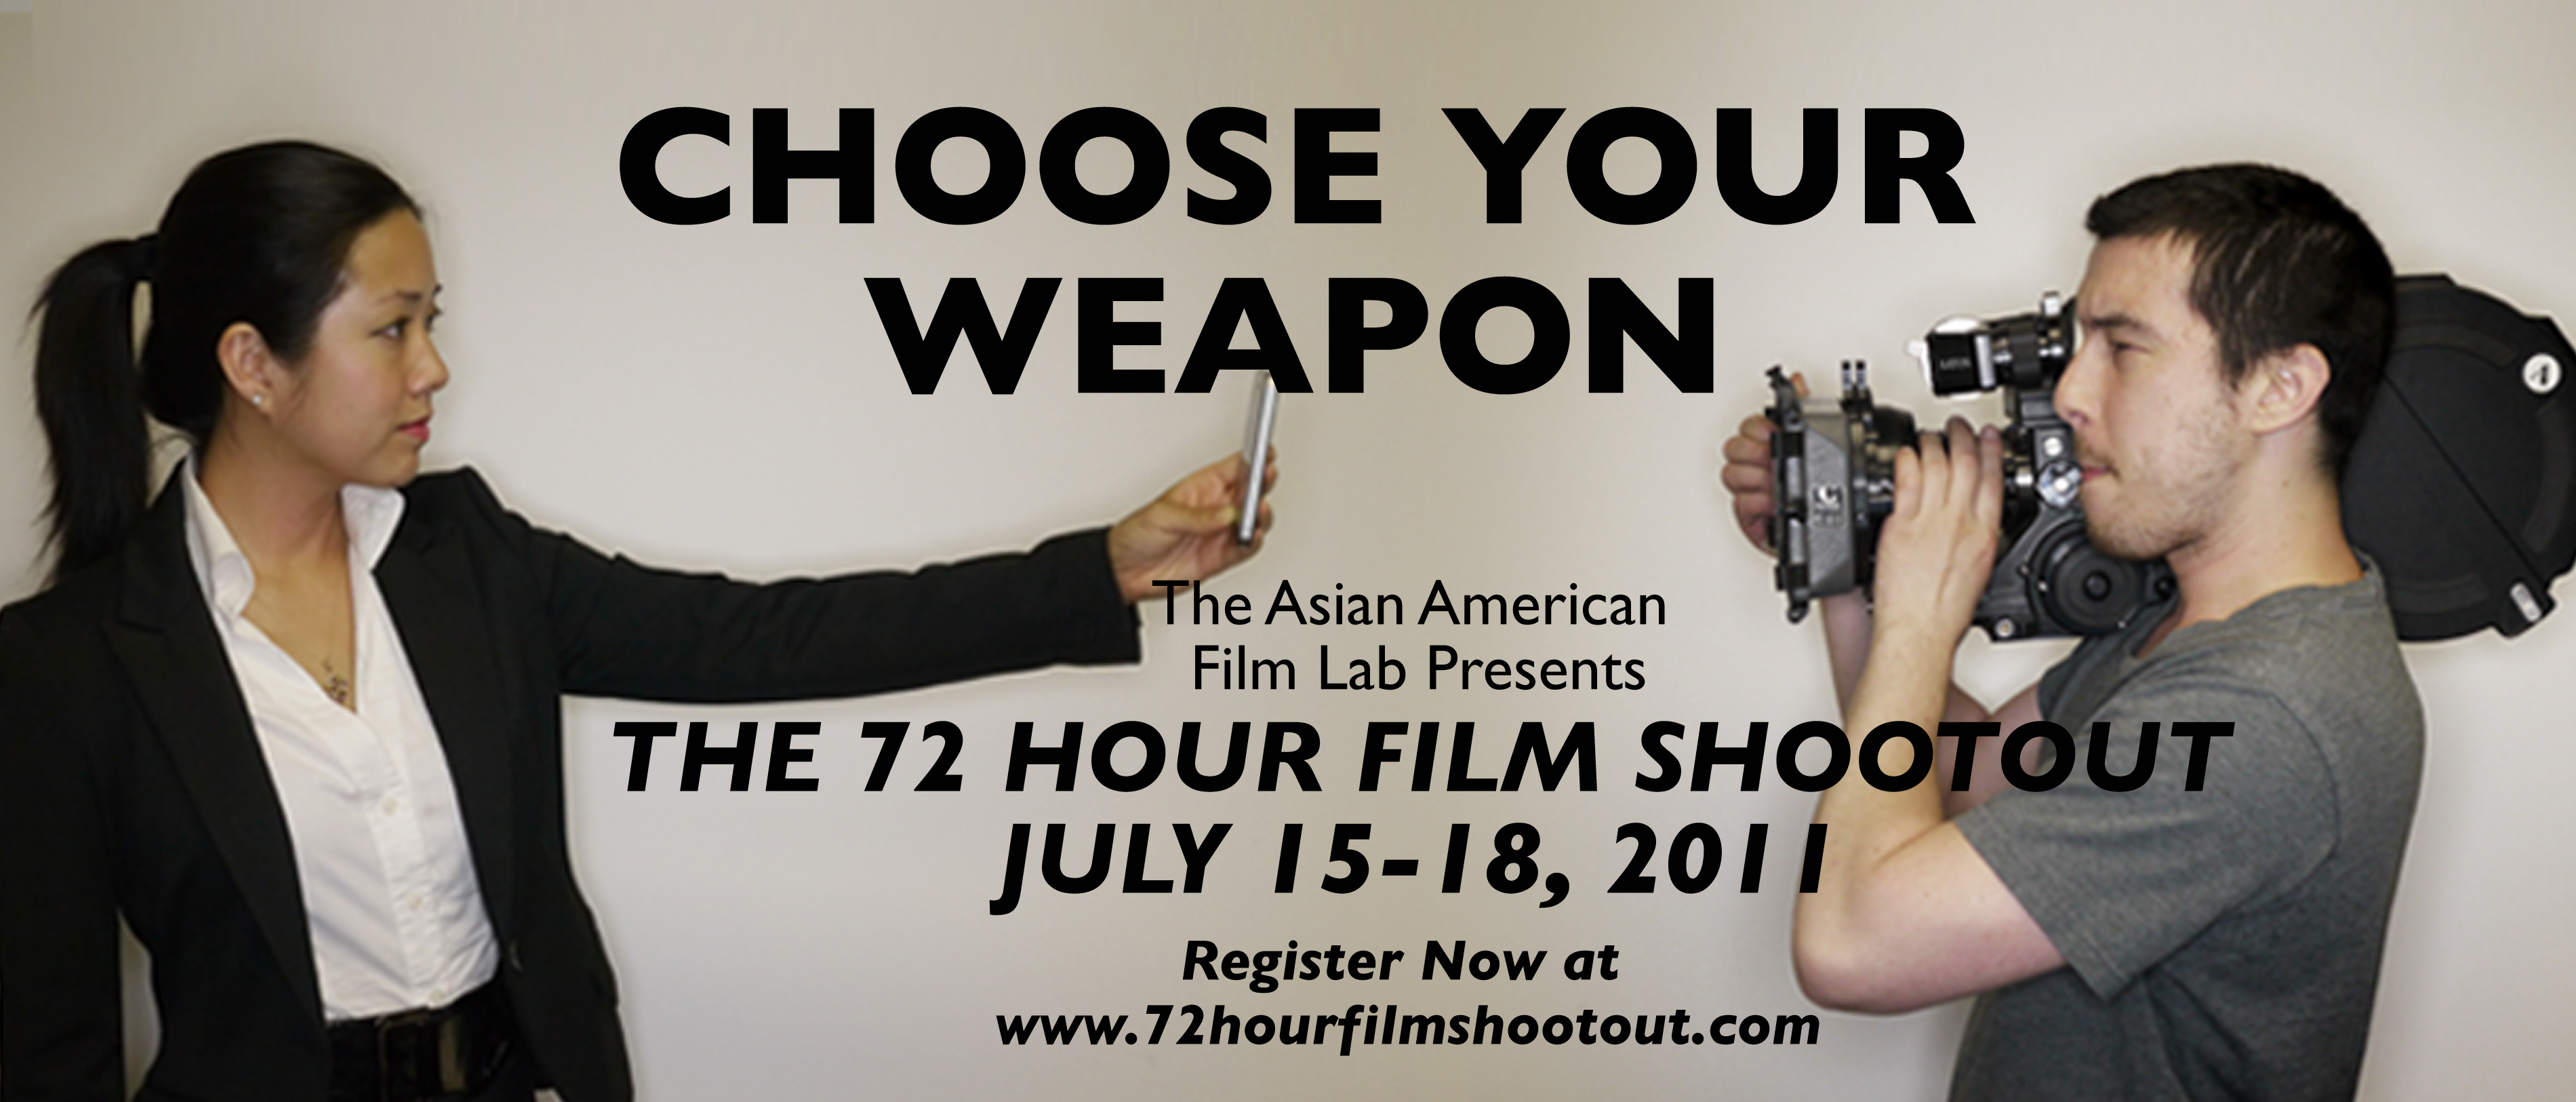 CHOOSE YOUR
WEAPON
The Asian American
Film Lab Presents
THE 72 HOUR FILM SHOOTOUT
JULY 15-18, 2011
Register Now at
www.72hourfilmshootout.com